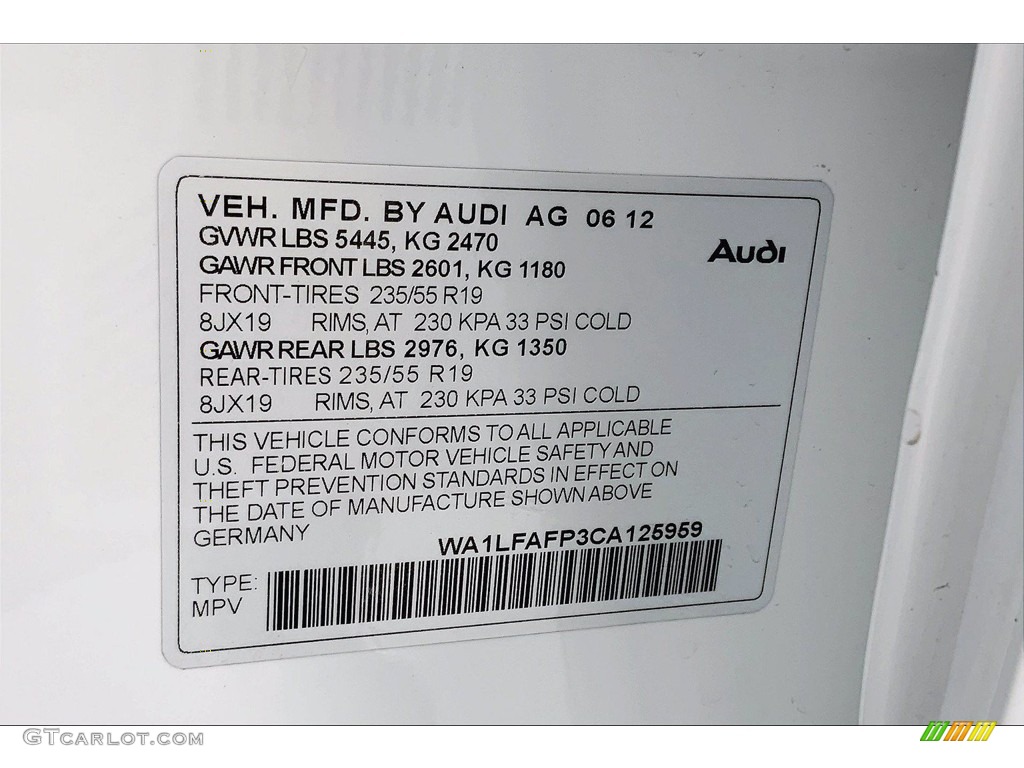 VEH. MFD. BY AUDI AG 06 12
GVWR LBS 5445, KG 2470
Audi
GAWR FRONT LBS 2601, KG 1180
FRONT-TIRES 235/55 R19
8JX19 RIMS, AT 230 KPA 33 PSI COLD
GAWR REAR LBS 2976, KG 1350
REAR-TIRES 235/55 R19
8JX19 RIMS, AT 230 KPA 33 PSI COLD
THIS VEHICLE CONFORMS TO ALL APPLICABLE
U.S. FEDERAL MOTOR VEHICLE SAFETY AND
THEFT PREVENTION STANDARDS IN EFFECT ON
THE DATE OF MANUFACTURE SHOWN ABOVE
GERMANY
WA1LFAFP3CA125959
TYPE:
MPV
GTcarlot.com